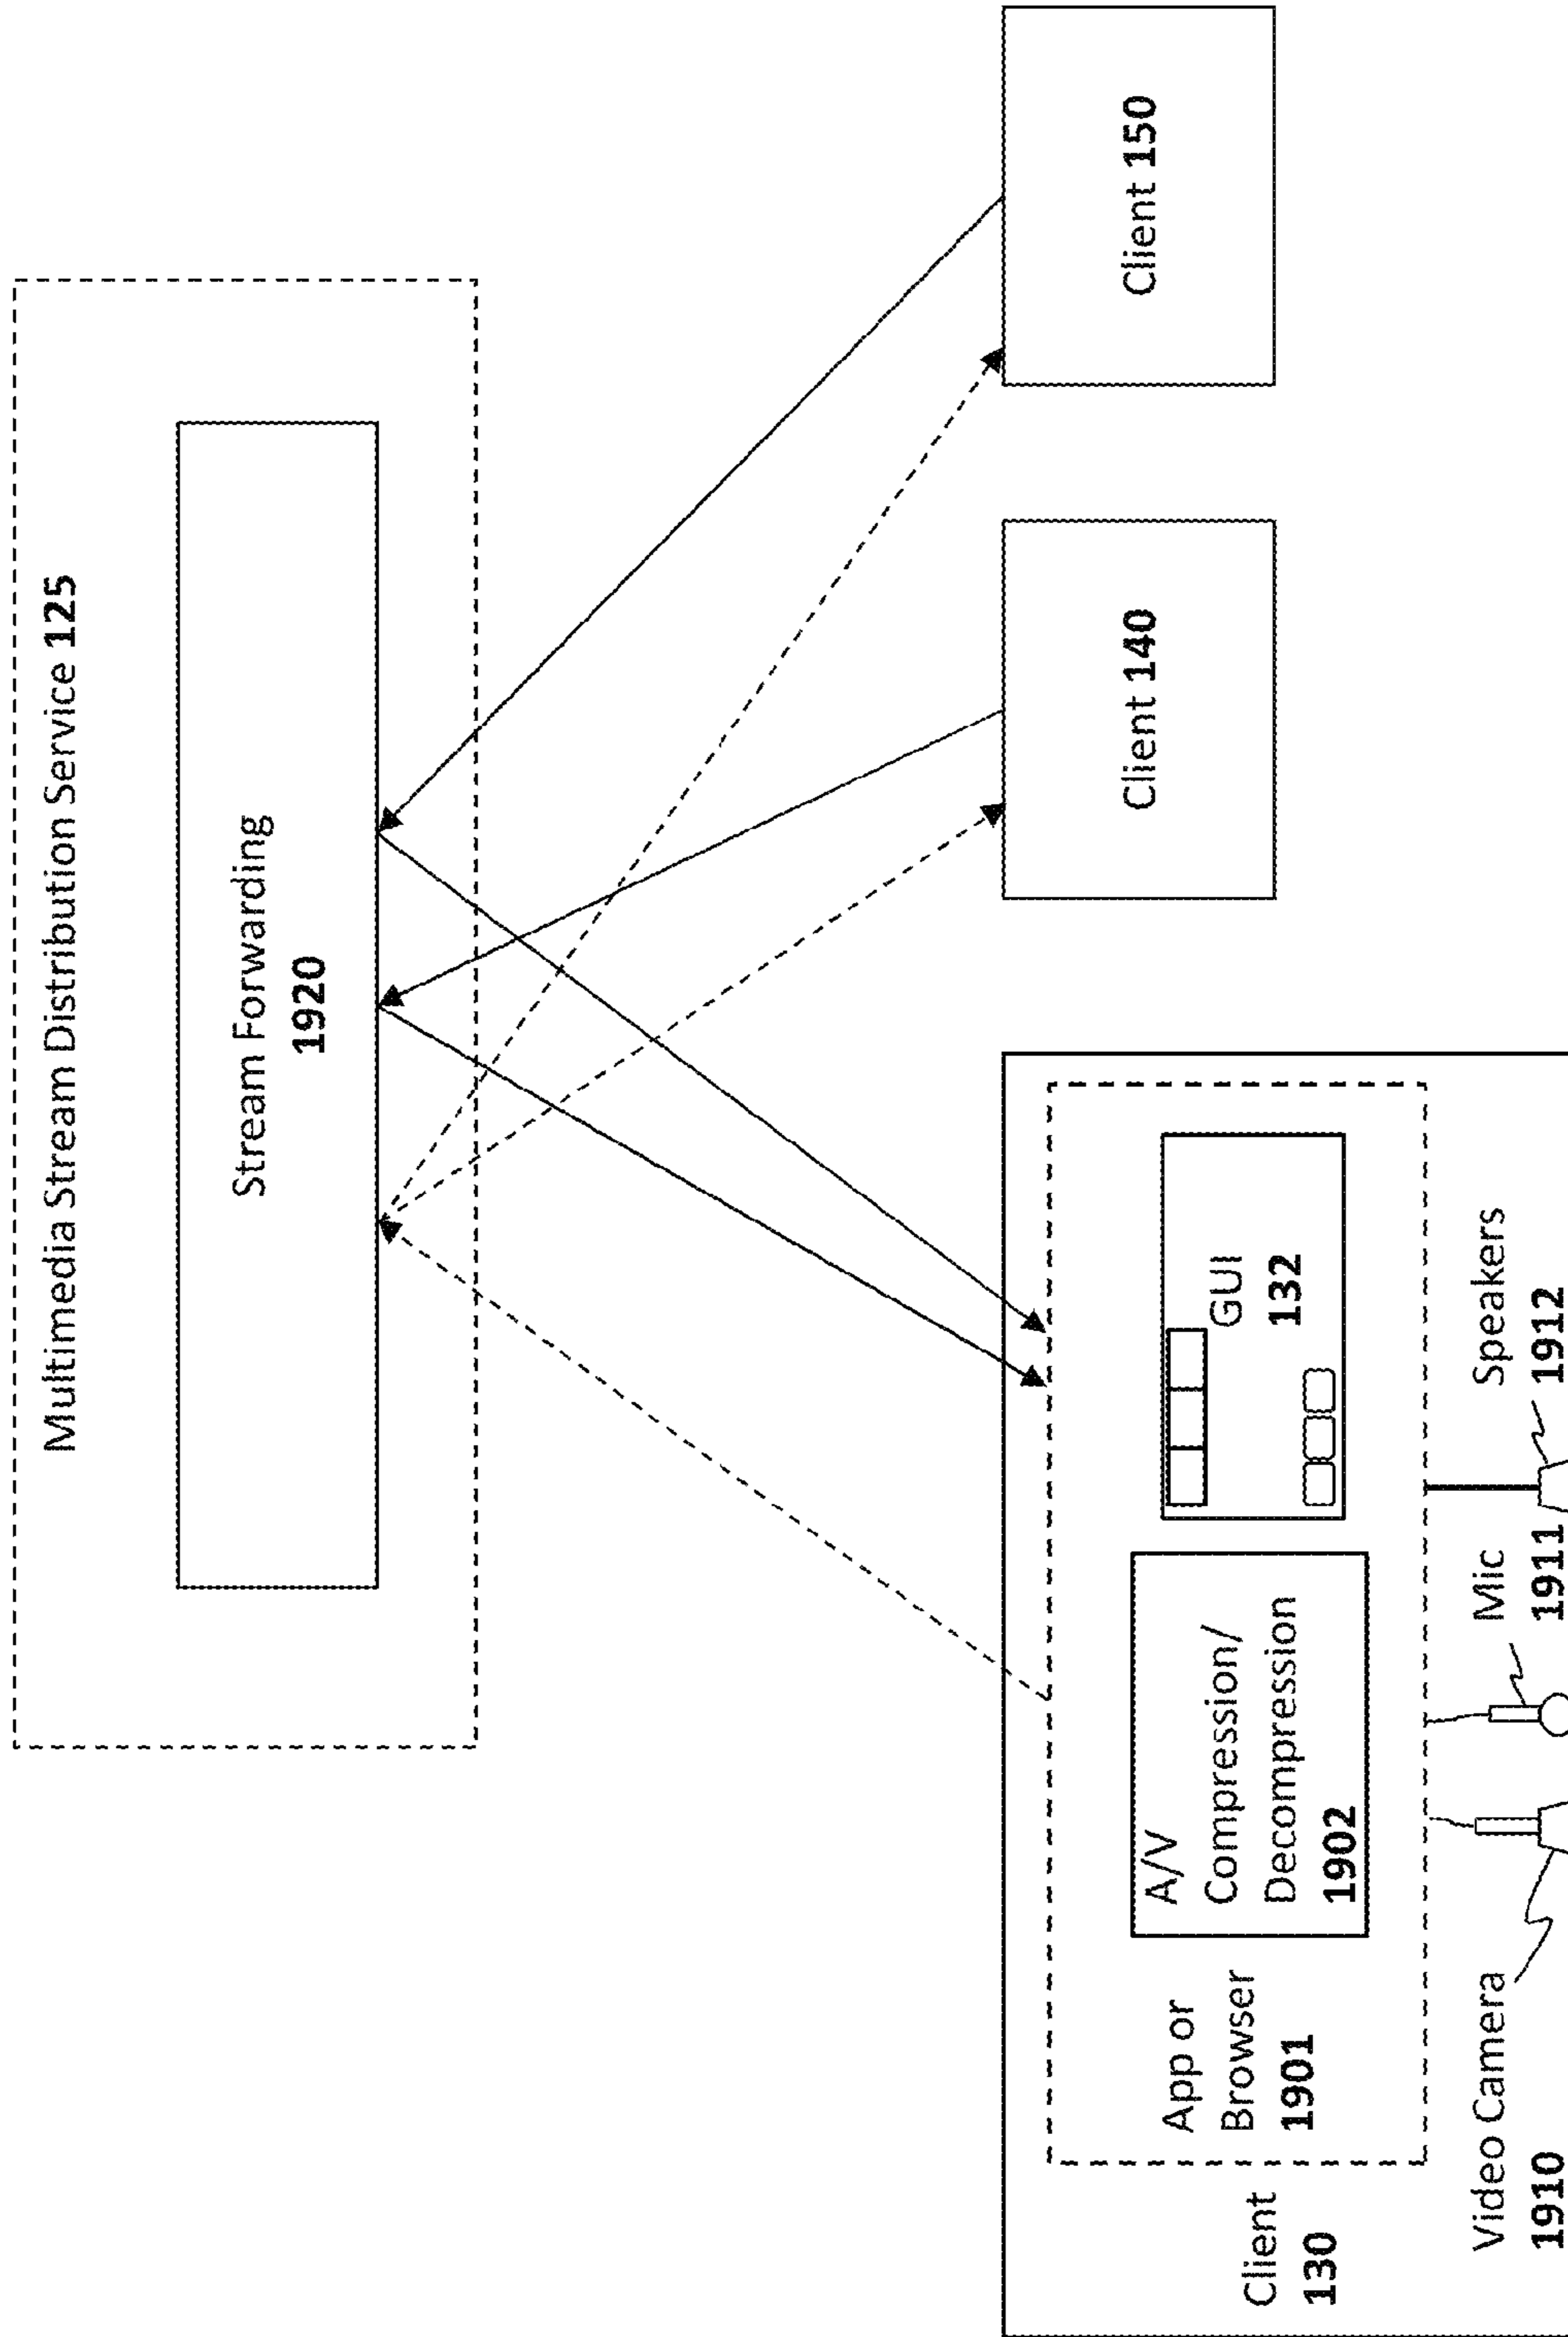 Multimedia Stream Distribution Service 125
Stream Forwarding
1920
Client
130
App or
Browser
1901
A/V
Compression/
Decompression
1902
GUI
132
Client 140
Client 150
Video Camera
1910
Mic
1911
Speakers
1912